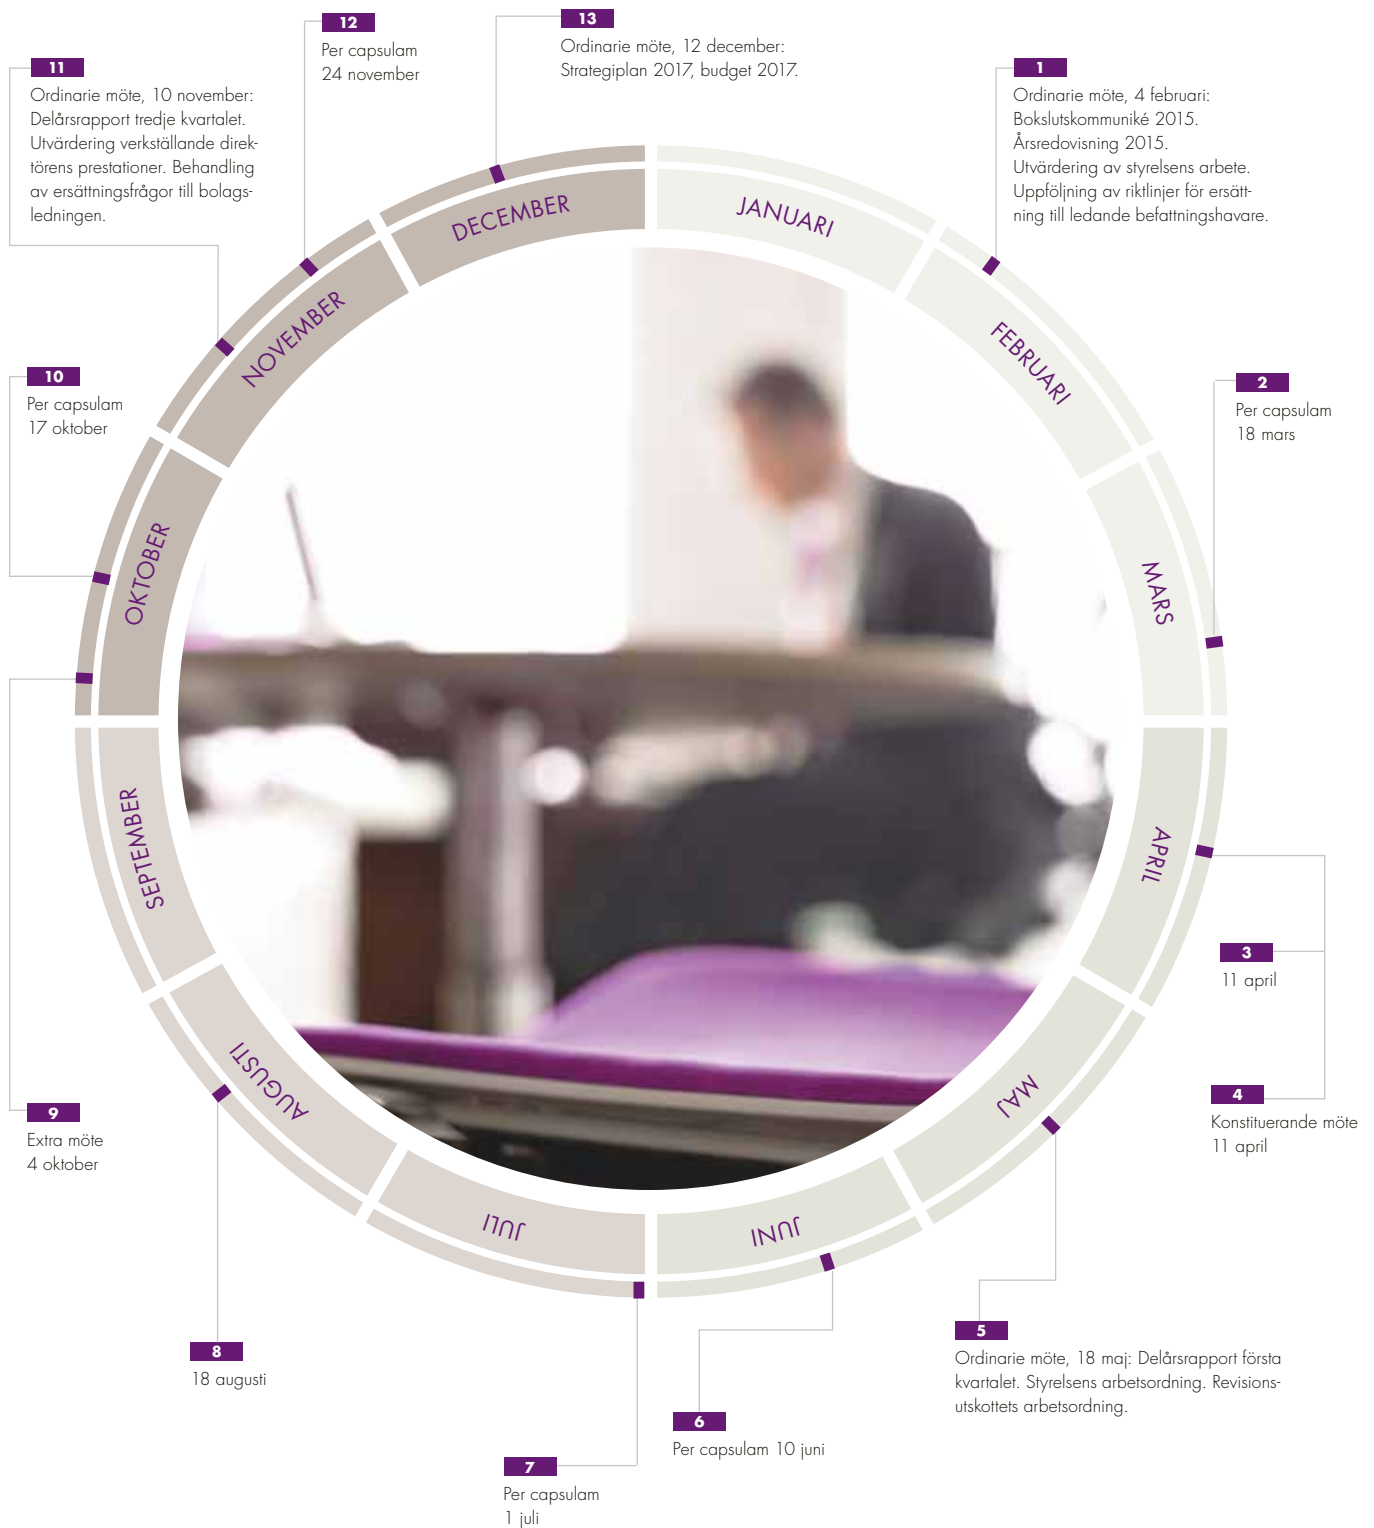 1
Ordinarie möte, 4 februari:
Bokslutskommuniké 2015.
Årsredovisning 2015.
Utvärdering av styrelsens arbete.
Uppföljning av riktlinjer för ersätt-
ning till ledande befattningshavare.
2
Per capsulam
18 mars
3
11 april
4
Konstituerande möte
11 april
5
Ordinarie möte, 18 maj: Delårsrapport första
kvartalet. Styrelsens arbetsordning. Revisions-
utskottets arbetsordning.
6
Per capsulam 10 juni
7
Per capsulam
1 juli
8
18 augusti
9
Extra möte
4 oktober
10
Per capsulam
17 oktober
11
Ordinarie möte, 10 november:
Delårsrapport tredje kvartalet.
Utvärdering verkställande direk-
törens prestationer. Behandling
av ersättningsfrågor till bolags-
ledningen.
12
Per capsulam
24 november
13
Ordinarie möte, 12 december:
Strategiplan 2017, budget 2017.
JANUARI
FEBRUARI
MARS
APRIL
MAJ
JUNI
JULI
AUGUSTI
SEPTEMBER
OKTOBER
NOVEMBER
DECEMBER